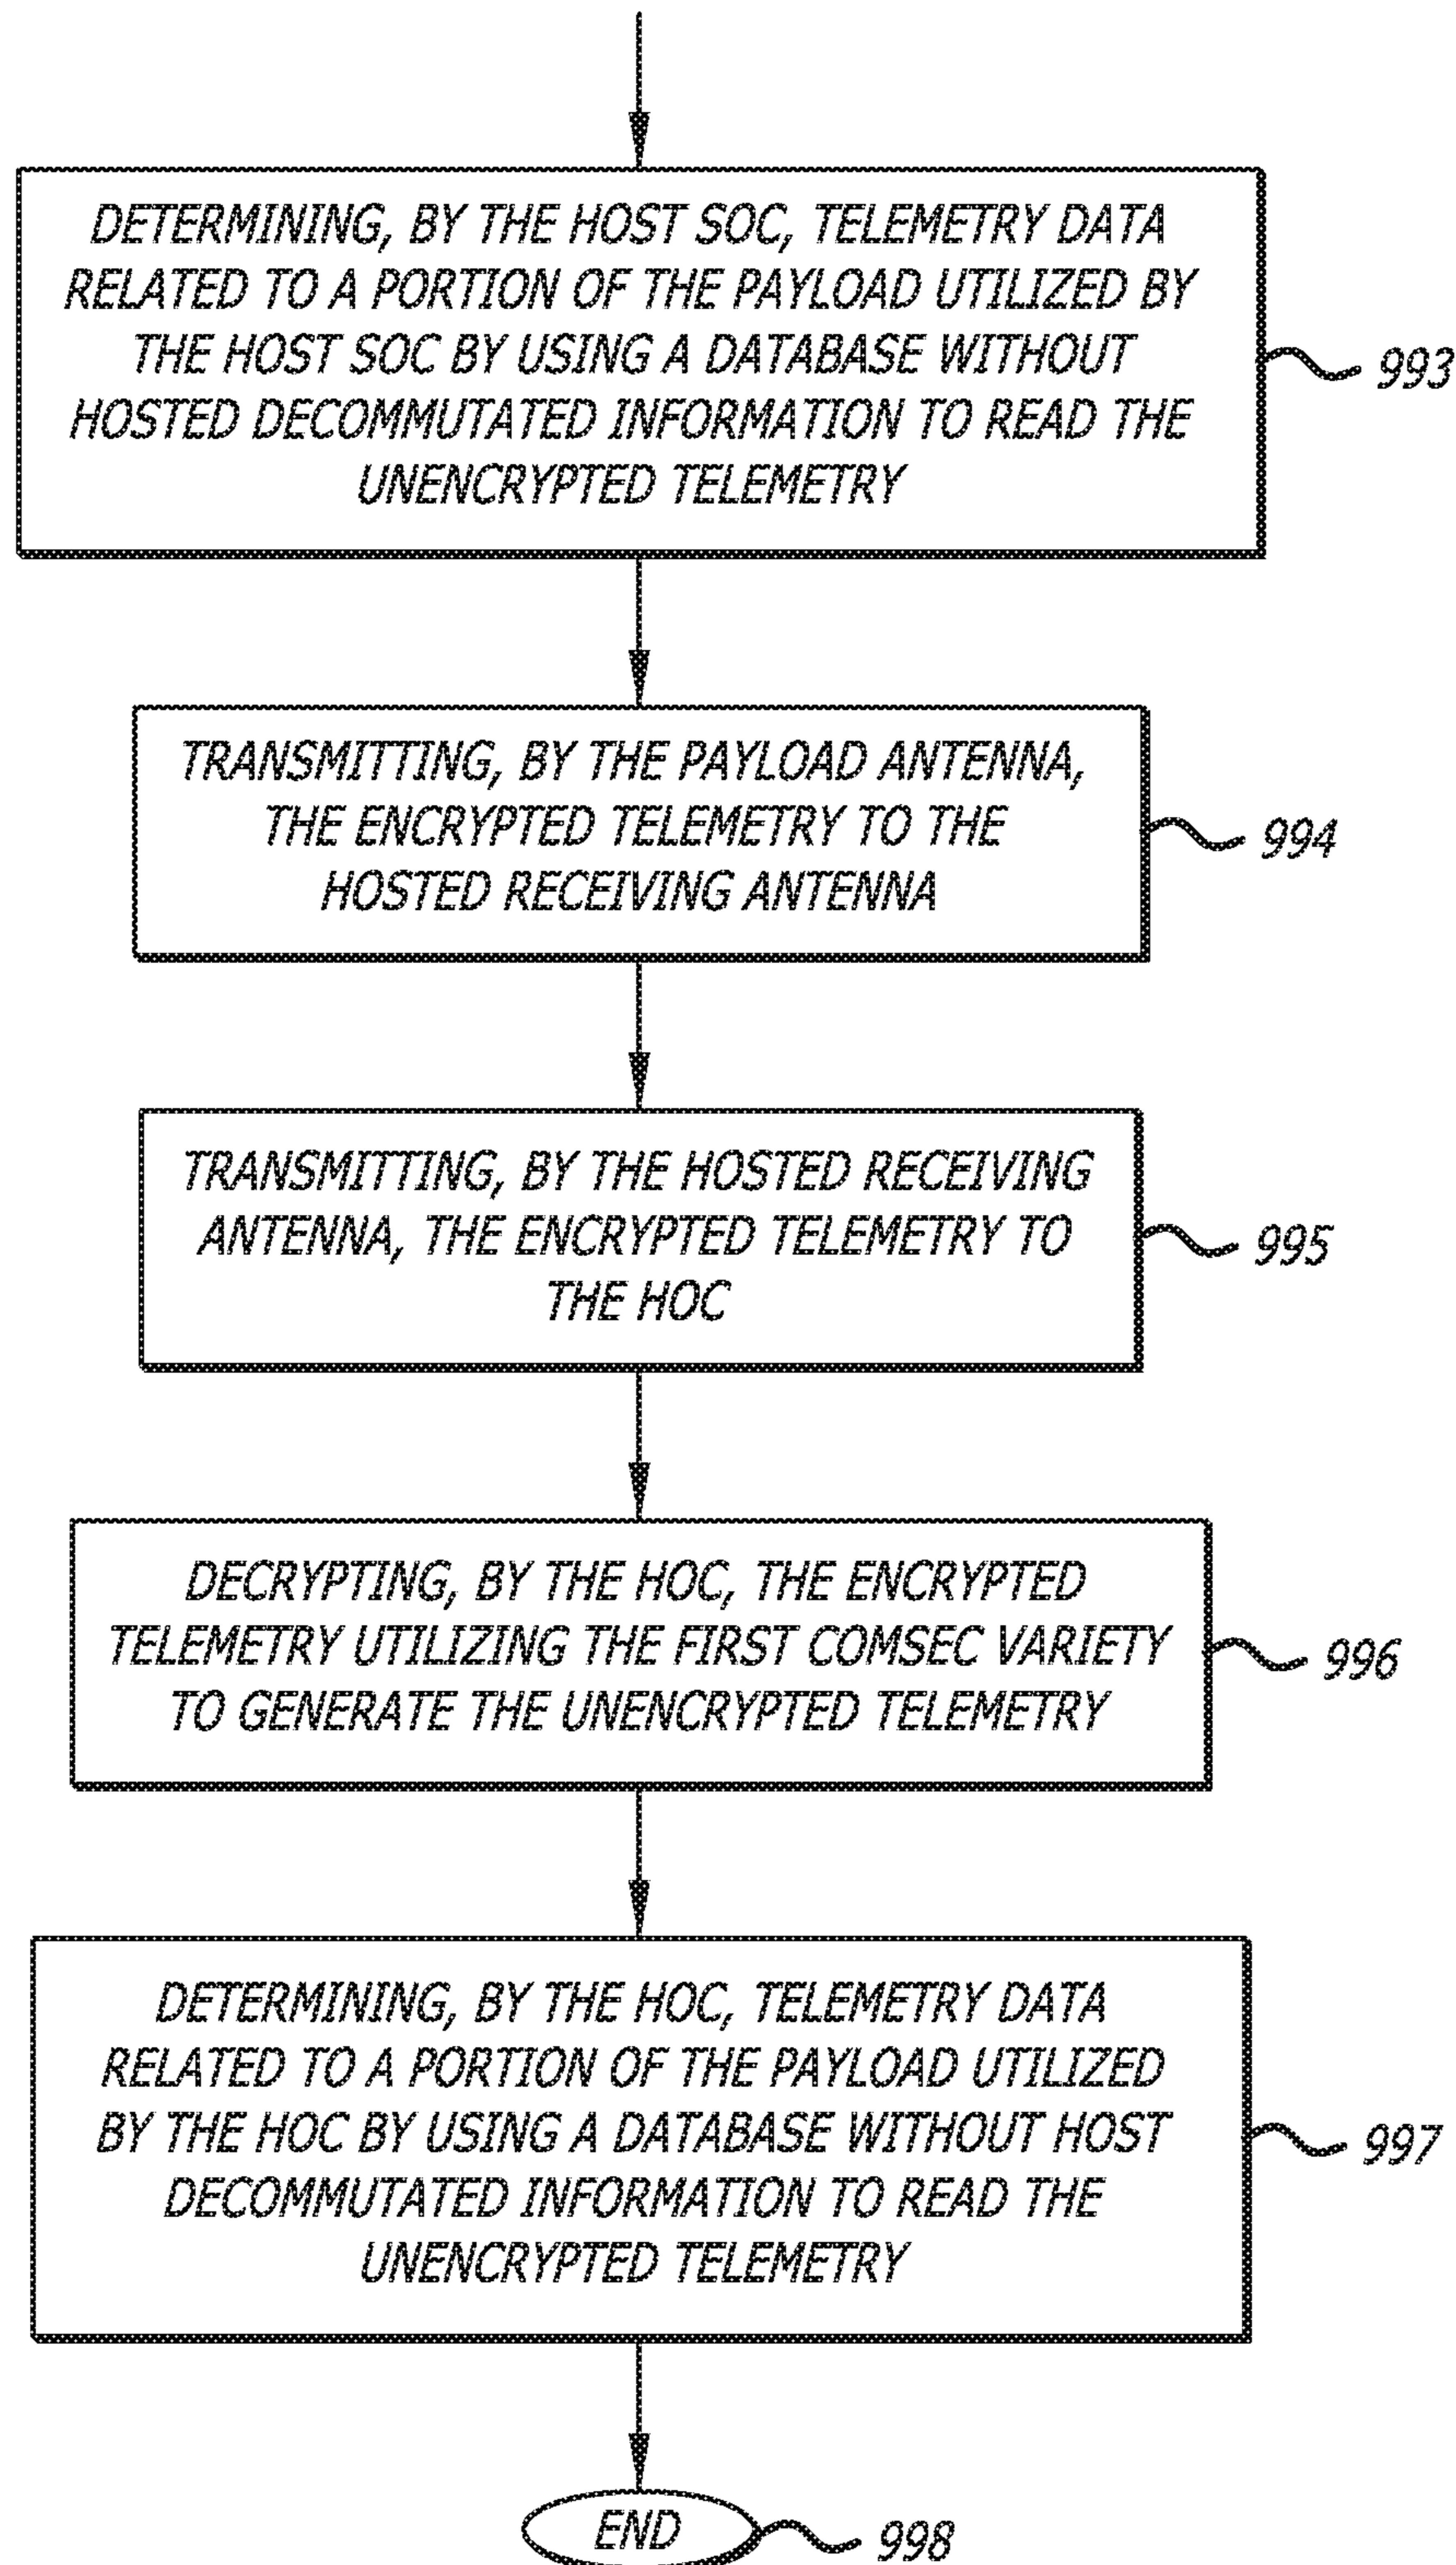 DETERMINING, BY THE HOST SOC, TELEMETRY DATA
RELATED TO A PORTION OF THE PAYLOAD UTILIZED BY
THE HOST SOC BY USING A DATABASE WITHOUT
HOSTED DECOMMUTATED INFORMATION TO READ THE
UNENCRYPTED TELEMETRY
993
TRANSMITTING, BY THE PAYLOAD ANTENNA,
THE ENCRYPTED TELEMETRY TO THE
HOSTED RECEIVING ANTENNA
994
TRANSMITTING, BY THE HOSTED RECEIVING
ANTENNA, THE ENCRYPTED TELEMETRY TO
THE HOC
995
DECRYPTING, BY THE HOC, THE ENCRYPTED
TELEMETRY UTILIZING THE FIRST COMSEC VARIETY
TO GENERATE THE UNENCRYPTED TELEMETRY
996
DETERMINING, BY THE HOC, TELEMETRY DATA
RELATED TO A PORTION OF THE PAYLOAD UTILIZED
BY THE HOC BY USING A DATABASE WITHOUT HOST
DECOMMUTATED INFORMATION TO READ THE
UNENCRYPTED TELEMETRY
997
END
998